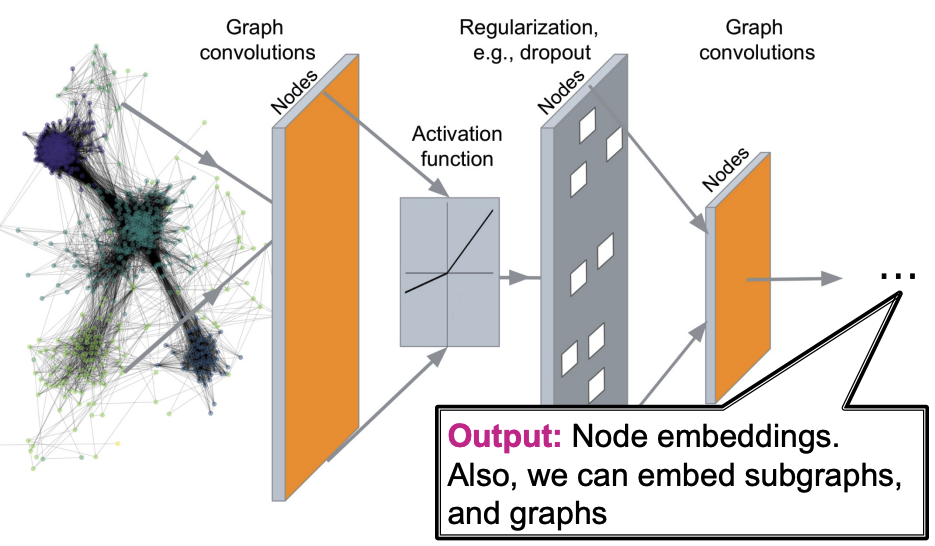 Graph
convolutions
Regularization,
e.g., dropout
Graph
convolutions
Nodes
Activation
function
Nodes
Nodes
...
Output: Node embeddings.
Also, we can embed subgraphs,
and graphs